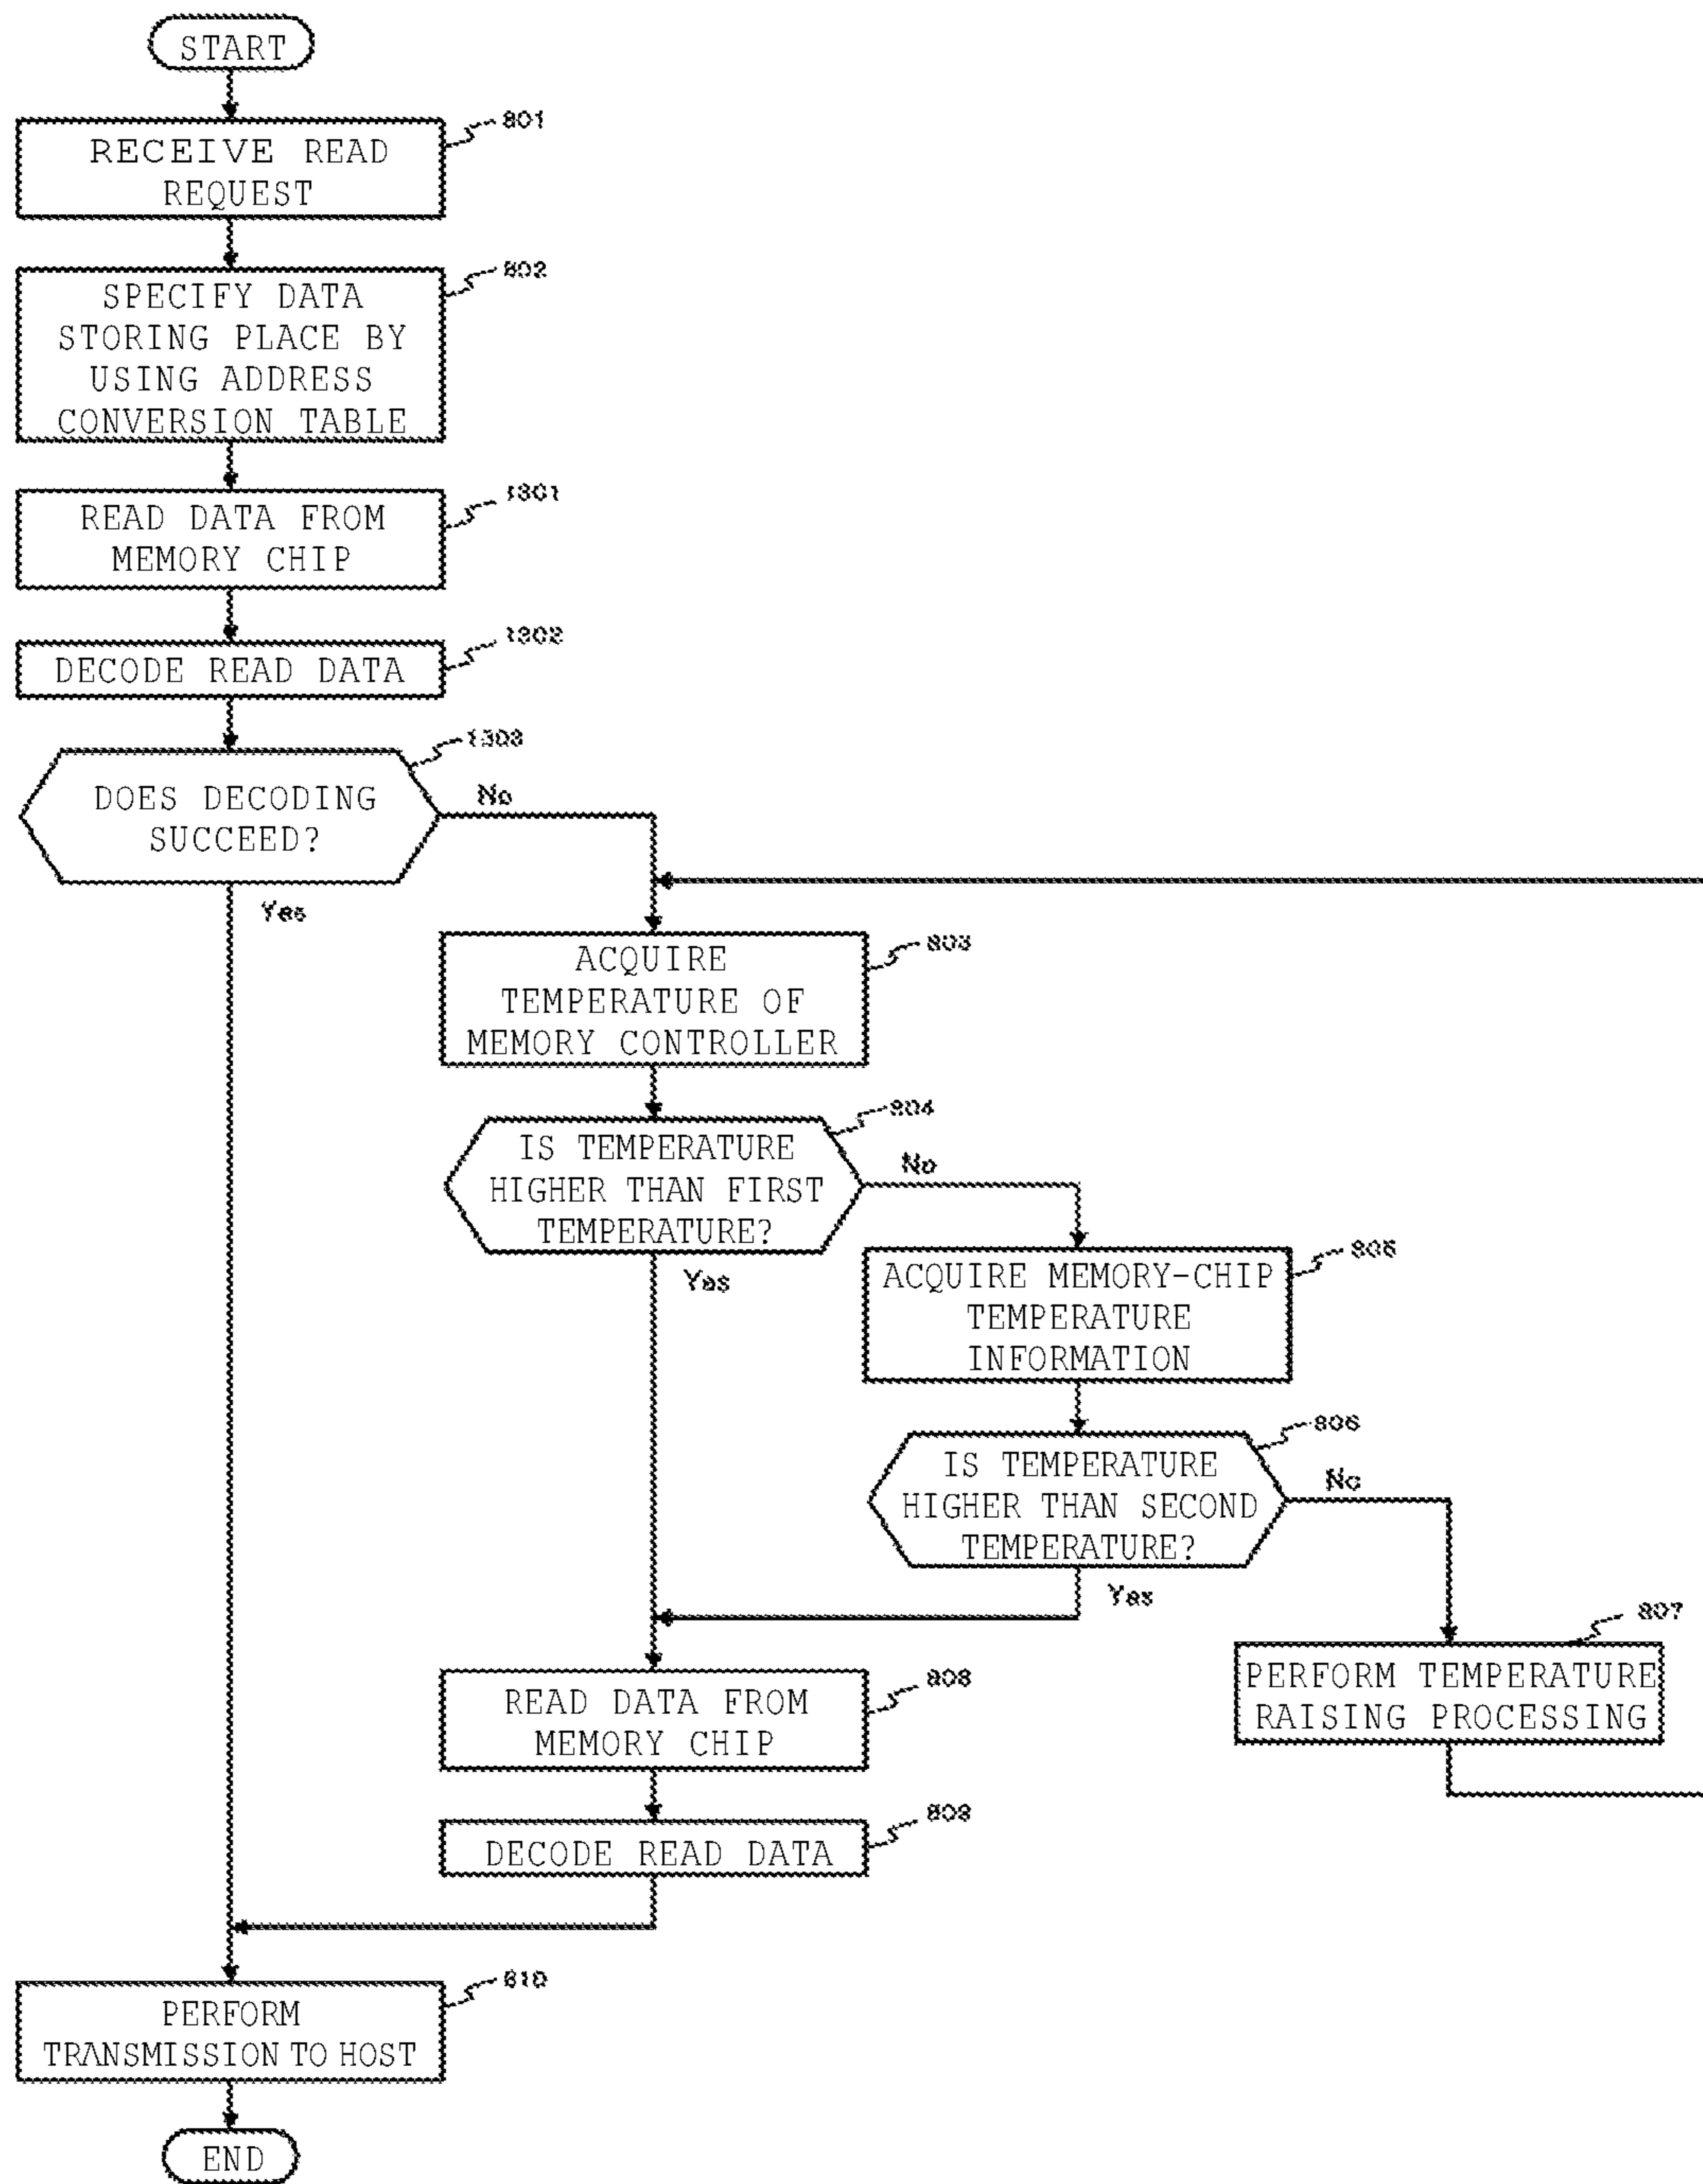 START
801
RECEIVE READ
REQUEST
802
SPECIFY DATA
STORING PLACE BY
USING ADDRESS
CONVERSION TABLE
1301
READ DATA FROM
MEMORY CHIP
1302
DECODE READ DATA
1303
DOES DECODING
SUCCEED?
No
Yes
803
ACQUIRE
TEMPERATURE OF
MEMORY CONTROLLER
804
IS TEMPERATURE
HIGHER THAN FIRST
TEMPERATURE?
No
Yes
805
ACQUIRE MEMORY-CHIP
TEMPERATURE
INFORMATION
806
IS TEMPERATURE
HIGHER THAN SECOND
TEMPERATURE?
No
Yes
807
PERFORM TEMPERATURE
RAISING PROCESSING
808
READ DATA FROM
MEMORY CHIP
809
DECODE READ DATA
810
PERFORM
TRANSMISSION TO HOST
END